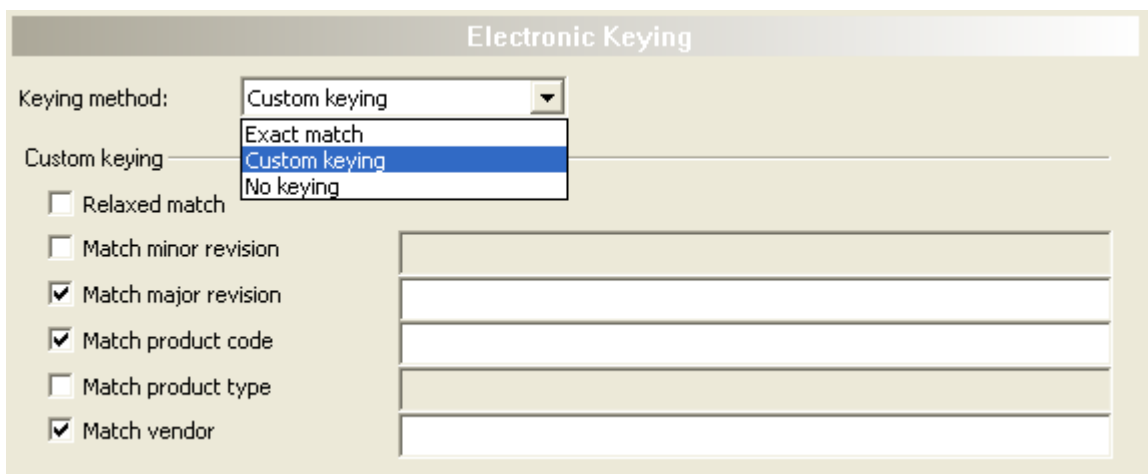 Electronic Keying
Keying method: Custom keying
Exact match
Custom keying Custom keying
No keying
Relaxed match
Match minor revision
Match major revision
Match product code
Match product type
Match vendor